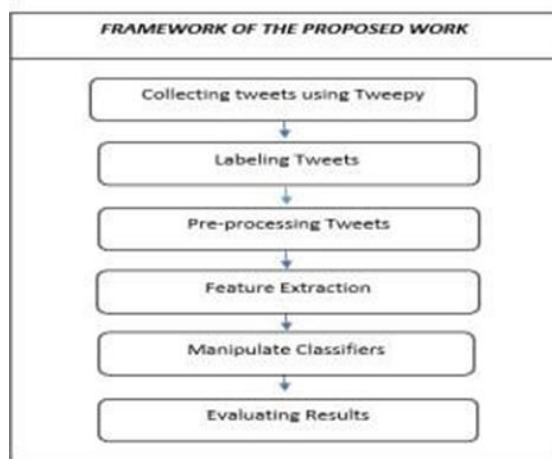 FRAMEWORK OF THE PROPOSED WORK
Collecting tweets using Tweepy
Labeling Tweets
Pre-processing Tweets
Feature Extraction
Manipulate Classifiers
Evaluating Results